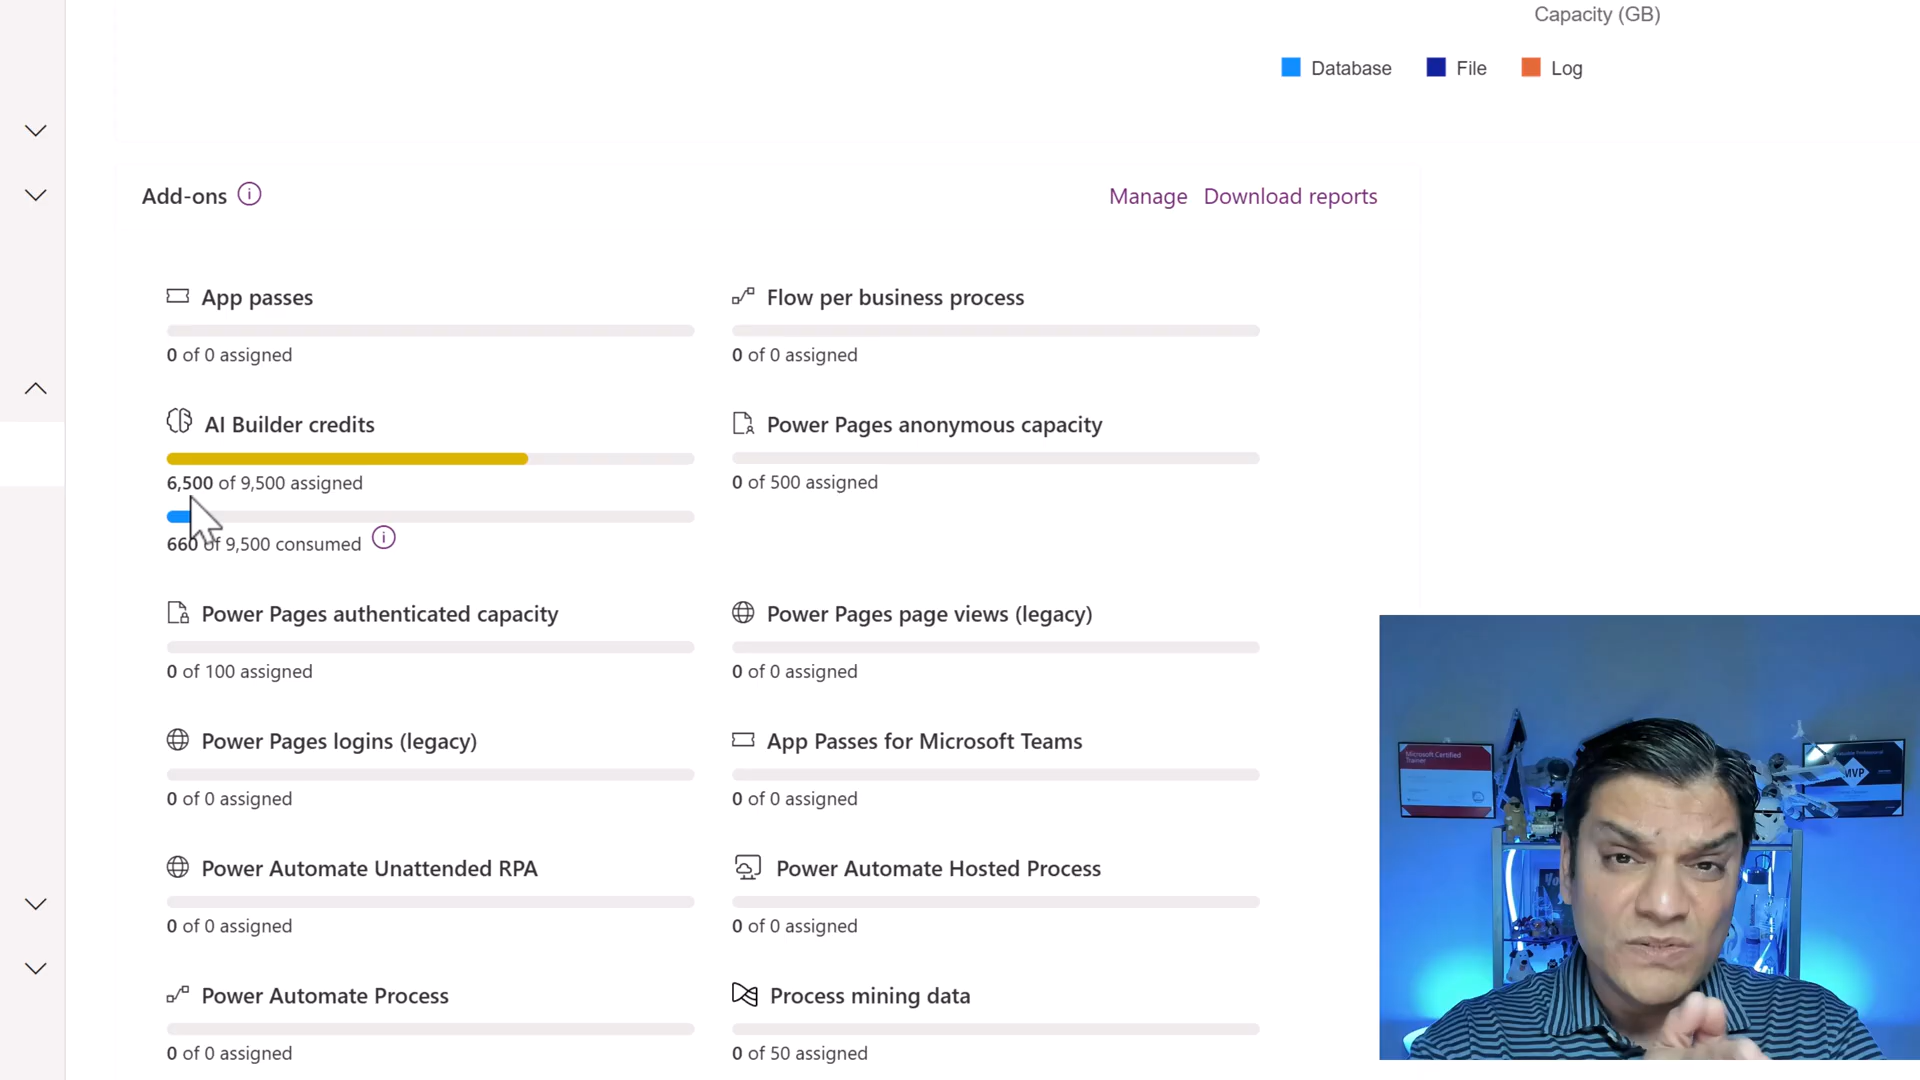 Capacity (GB)
Database File Log
Add-ons
Manage Download reports
App passes
0 of 0 assigned
Flow per business process
0 of 0 assigned
AI Builder credits
6,500 of 9,500 assigned
660 of 9,500 consumed
Power Pages anonymous capacity
0 of 500 assigned
Power Pages authenticated capacity
0 of 100 assigned
Power Pages page views (legacy)
0 of 0 assigned
Power Pages logins (legacy)
0 of 0 assigned
App Passes for Microsoft Teams
0 of 0 assigned
Power Automate Unattended RPA
0 of 0 assigned
Power Automate Hosted Process
0 of 0 assigned
Power Automate Process
0 of 0 assigned
Process mining data
0 of 50 assigned
Microsoft Certified
Trainer
MVP